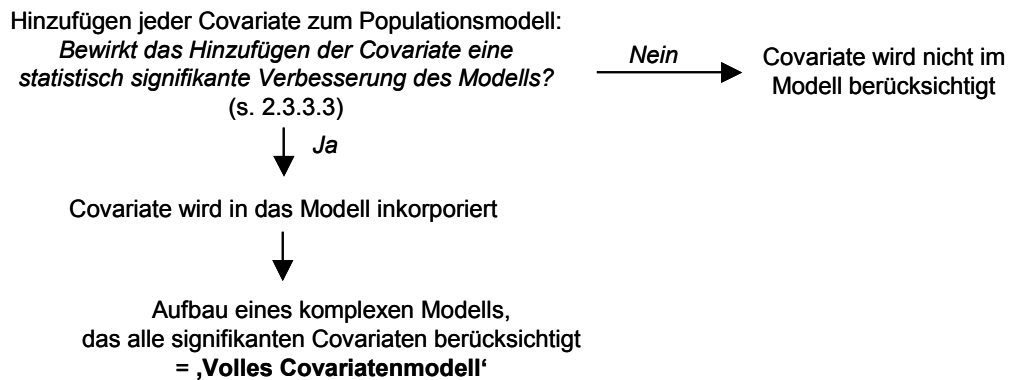 Hinzufügen jeder Covariate zum Populationsmodell:
Bewirkt das Hinzufügen der Covariate eine
statistisch signifikante Verbesserung des Modells?
(s. 2.3.3.3)
Nein
Covariate wird nicht im
Modell berücksichtigt
Ja
Covariate wird in das Modell inkorporiert
Aufbau eines komplexen Modells,
das alle signifikanten Covariaten berücksichtigt
= ‚Volles Covariatenmodell‘